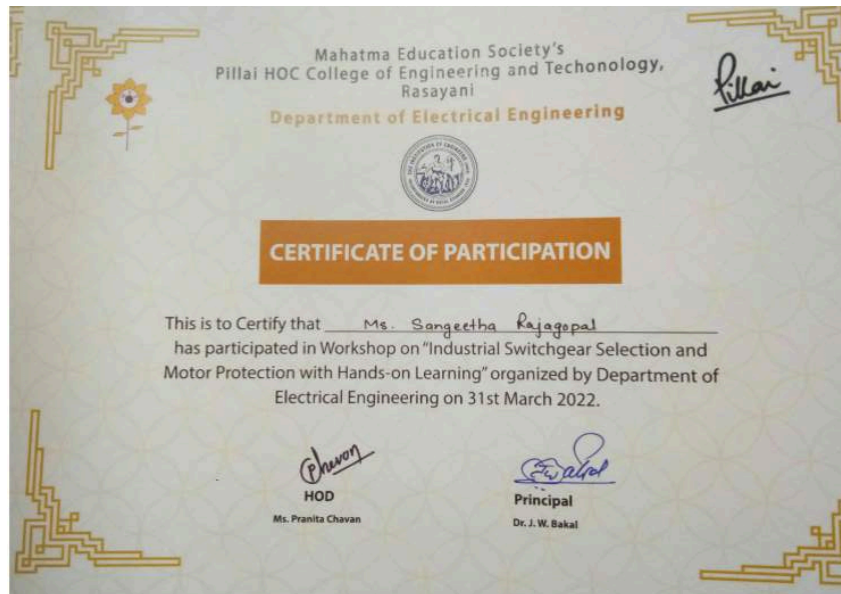 Mahatma Education Society's
Pillai HOC College of Engineering and Techonology,
Rasayani
Pillai
Department of Electrical Engineering
CERTIFICATE OF PARTICIPATION
This is to Certify that Ms. Sangeetha Rajagopal
has participated in Workshop on "Industrial Switchgear Selection and
Motor Protection with Hands-on Learning" organized by Department of
Electrical Engineering on 31st March 2022.
HOD
Ms. Pranita Chavan
Principal
Dr. J. W. Bakal